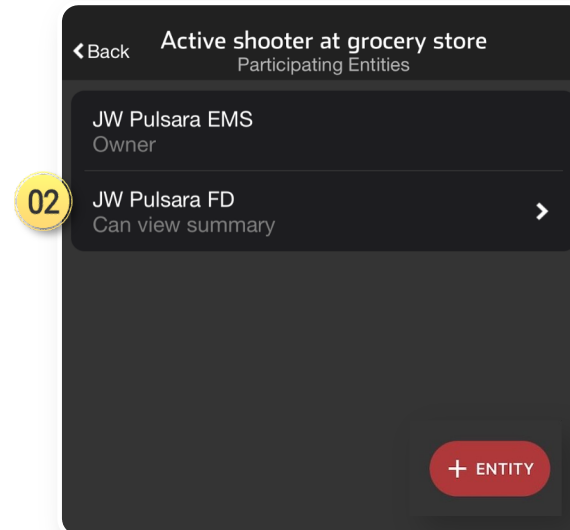 Back
Active shooter at grocery store
Participating Entities
JW Pulsara EMS
Owner
02
JW Pulsara FD
Can view summary
+ ENTITY